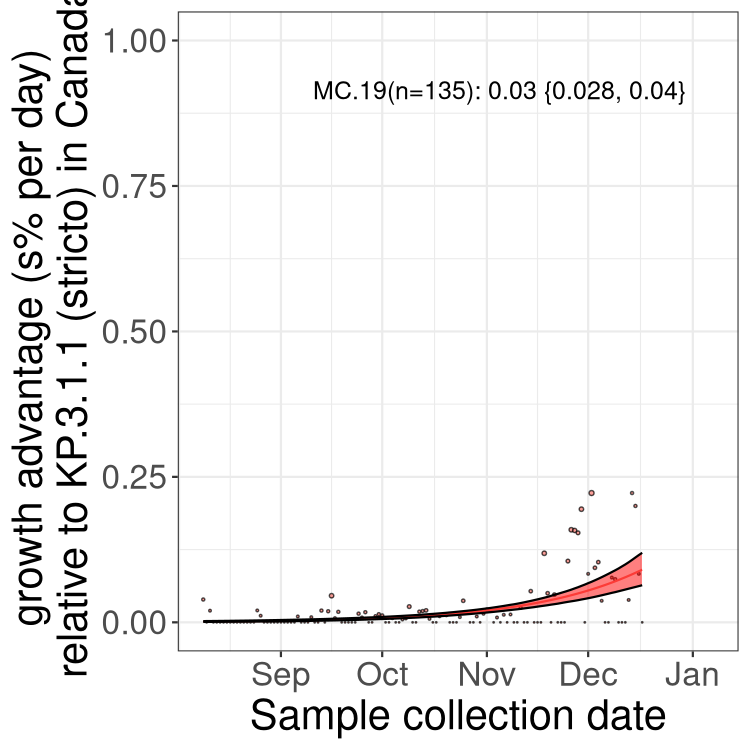 growth advantage (s% per day)
relative to KP.3.1.1 (stricto) in Canada
1.00
0.75
0.50
0.25
0.00
MC.19(n=135): 0.03 {0.028, 0.04}
Sep Oct Nov Dec Jan
Sample collection date